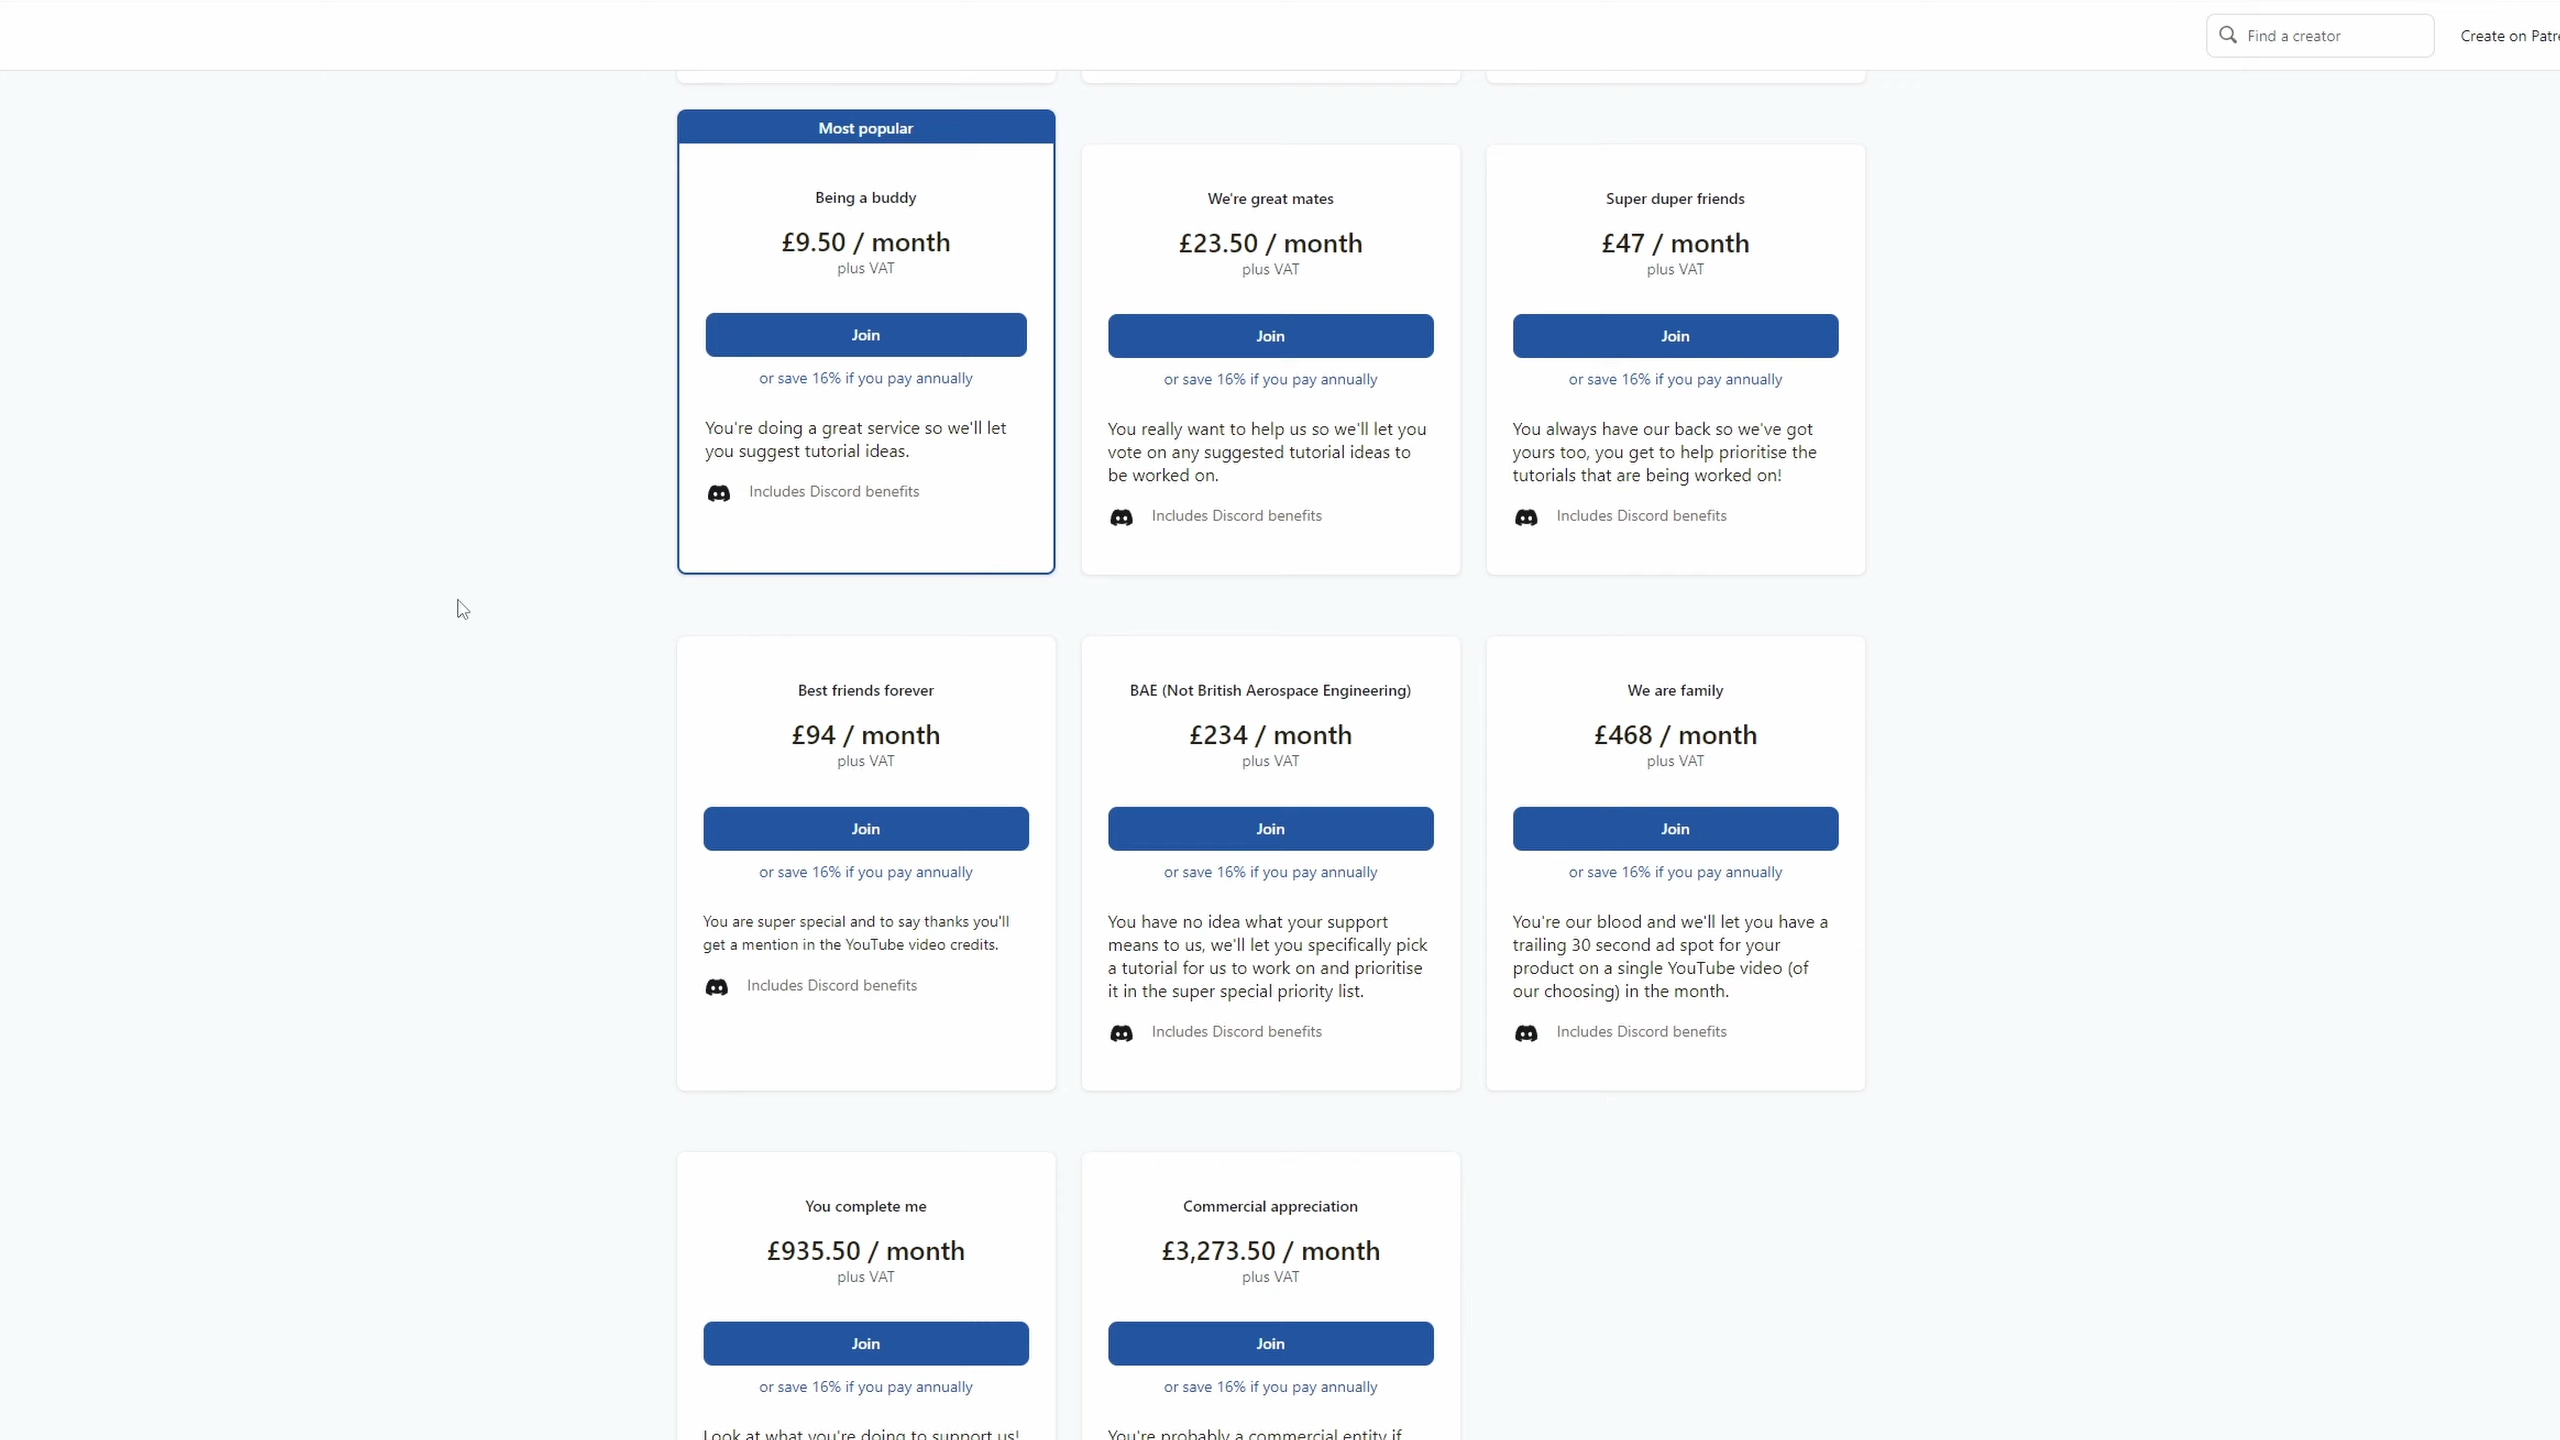 Find a creator
Create on Patre
Most popular
Being a buddy
£9.50 / month
plus VAT
Join
or save 16% if you pay annually
You're doing a great service so we'll let
you suggest tutorial ideas.
Includes Discord benefits
We're great mates
£23.50 / month
plus VAT
Join
or save 16% if you pay annually
You really want to help us so we'll let you
vote on any suggested tutorial ideas to
be worked on.
Includes Discord benefits
Super duper friends
£47 / month
plus VAT
Join
or save 16% if you pay annually
You always have our back so we've got
yours too, you get to help prioritise the
tutorials that are being worked on!
Includes Discord benefits
Best friends forever
£94 / month
plus VAT
Join
or save 16% if you pay annually
You are super special and to say thanks you'll
get a mention in the YouTube video credits.
Includes Discord benefits
BAE (Not British Aerospace Engineering)
£234 / month
plus VAT
Join
or save 16% if you pay annually
You have no idea what your support
means to us, we'll let you specifically pick
a tutorial for us to work on and prioritise
it in the super special priority list.
Includes Discord benefits
We are family
£468 / month
plus VAT
Join
or save 16% if you pay annually
You're our blood and we'll let you have a
trailing 30 second ad spot for your
product on a single YouTube video (of
our choosing) in the month.
Includes Discord benefits
You complete me
£935.50 / month
plus VAT
Join
or save 16% if you pay annually
Look at what you're doing to support us!
Commercial appreciation
£3,273.50 / month
plus VAT
Join
or save 16% if you pay annually
You're probably a commercial entity if